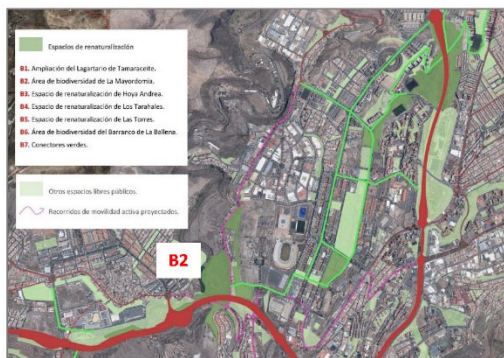 Espacios de renaturalización
B1. Ampliación del Lagartario de Tamaraceite.
B2. Área de biodiversidad de La Mayordomía.
B3. Espacio de renaturalización de Hoya Andrea.
B4. Espacio de renaturalización de Los Tarahales.
B5. Espacio de renaturalización de Las Torres.
B6. Área de biodiversidad del Barranco de La Ballena.
B7. Conectores verdes.
Otros espacios libres públicos.
Recorridos de movilidad activa proyectados.
B2